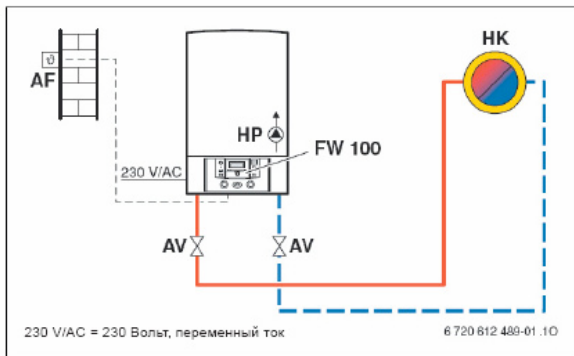 HK
ϑ
AF
HP
FW 100
230 V/AC
AV
AV
230 V/AC = 230 Вольт, переменный ток
6 720 612 489-01.1O